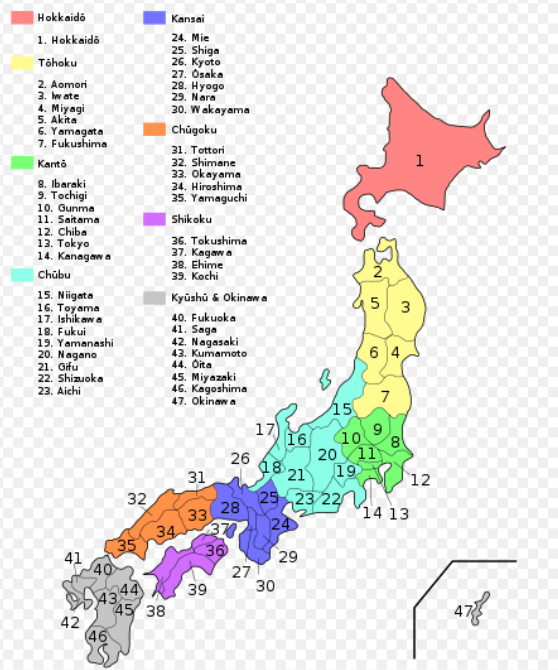 Hokkaidō
1. Hokkaidō
Tōhoku
2. Aomori
3. Iwate
4. Miyagi
5. Akita
6. Yamagata
7. Fukushima
Kantō
8. Ibaraki
9. Tochigi
10. Gunma
11. Saitama
12. Chiba
13. Tokyo
14. Kanagawa
Chūbu
15. Niigata
16. Toyama
17. Ishikawa
18. Fukui
19. Yamanashi
20. Nagano
21. Gifu
22. Shizuoka
23. Aichi
Kansai
24. Mie
25. Shiga
26. Kyoto
27. Ōsaka
28. Hyogo
29. Nara
30. Wakayama
Chūgoku
31. Tottori
32. Shimane
33. Okayama
34. Hiroshima
35. Yamaguchi
Shikoku
36. Tokushima
37. Kagawa
38. Ehime
39. Kochi
Kyūshū & Okinawa
40. Fukuoka
41. Saga
42. Nagasaki
43. Kumamoto
44. Ōita
45. Miyazaki
46. Kagoshima
47. Okinawa
1
2
5
3
6
4
7
15
17
16
10
9
8
11
20
26
18
21
19
12
31
25
23
22
14
13
32
28
33
24
34
37
35
36
29
41
40
27
30
44
39
43
45
38
42
46
47